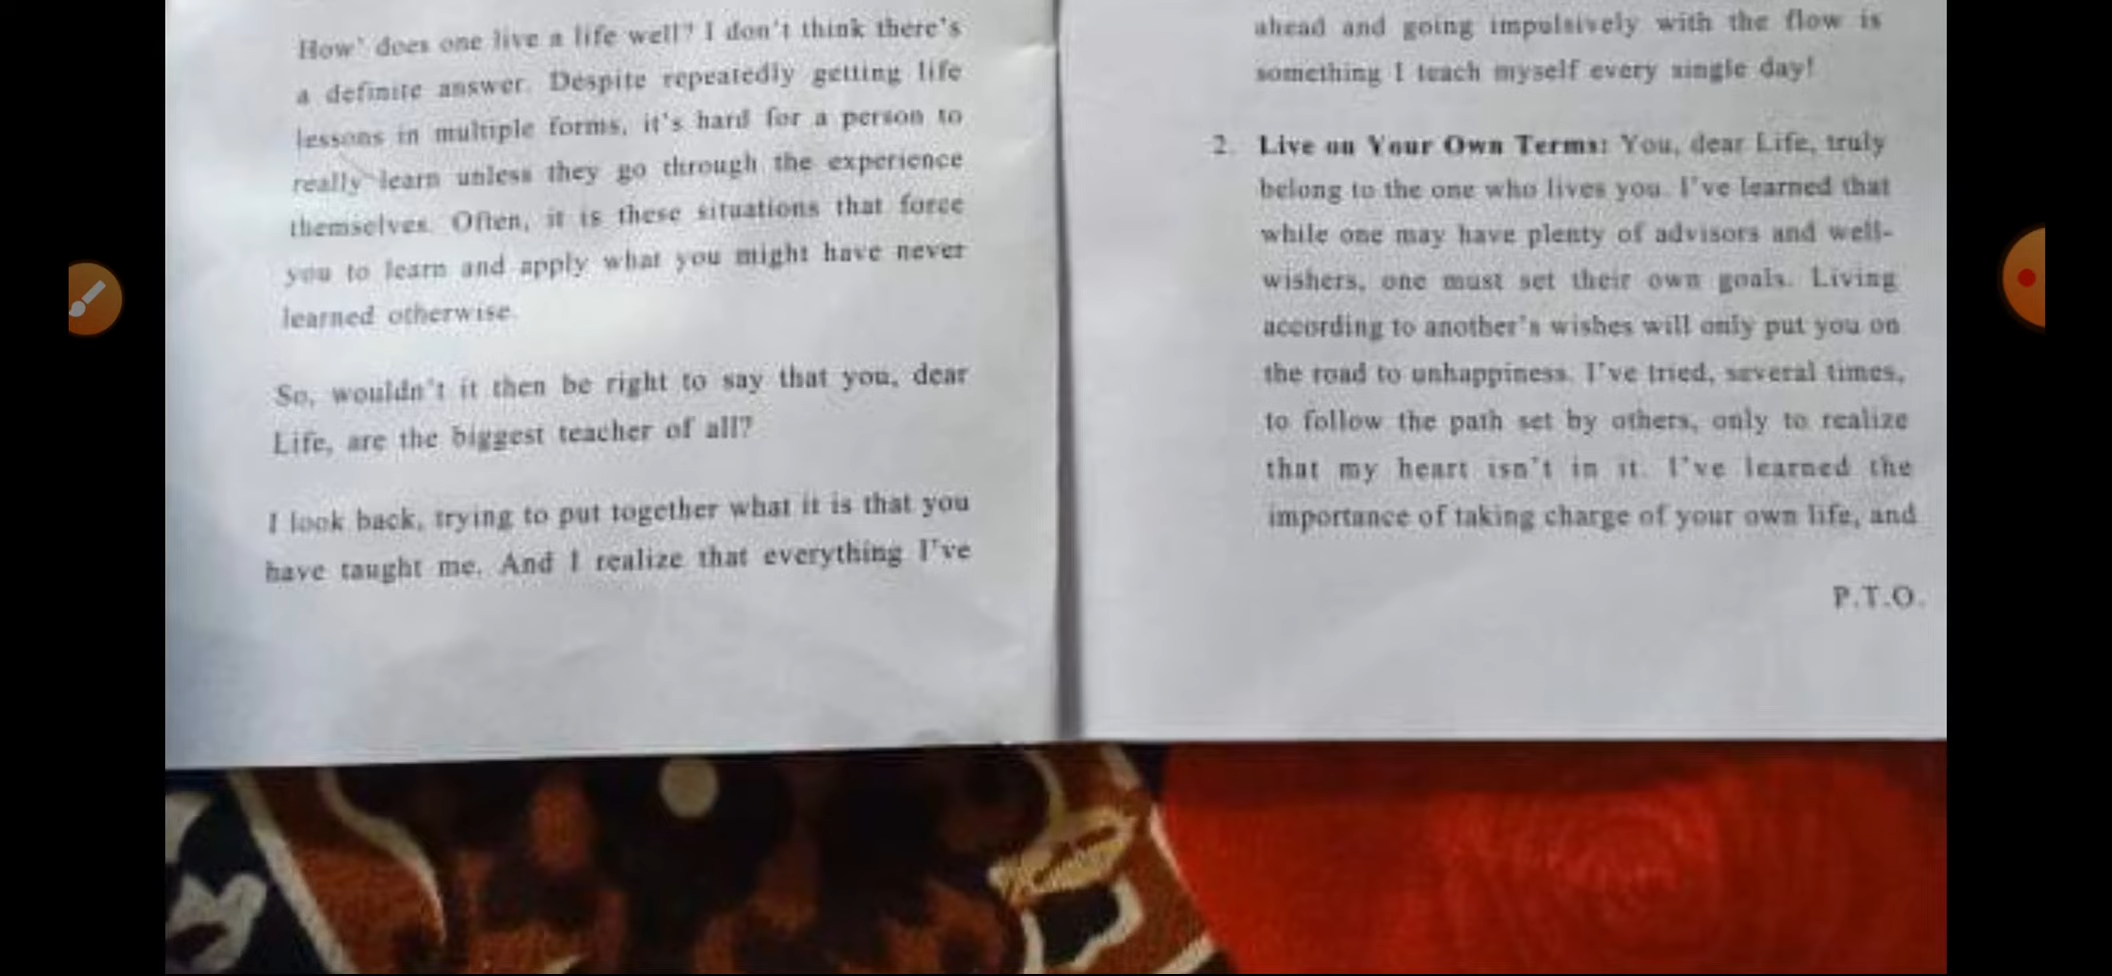 How' does one live a life well? I don't think there's
a definite answer. Despite repeatedly getting life
lessons in multiple forms, it's hard for a person to
really learn unless they go through the experience
themselves. Often, it is these situations that force
you to learn and apply what you might have never
learned otherwise.
So, wouldn't it then be right to say that you, dear
Life, are the biggest teacher of all?
I look back, trying to put together what it is that you
have taught me. And I realize that everything I've
ahead and going impulsively with the flow is
something I teach myself every single day!
2. Live on Your Own Terms: You, dear Life, truly
belong to the one who lives you. I've learned that
while one may have plenty of advisors and well-
wishers, one must set their own goals. Living
according to another's wishes will only put you on
the road to unhappiness. I've tried, several times,
to follow the path set by others, only to realize
that my heart isn't in it. I've learned the
importance of taking charge of your own life, and
P.T.O.